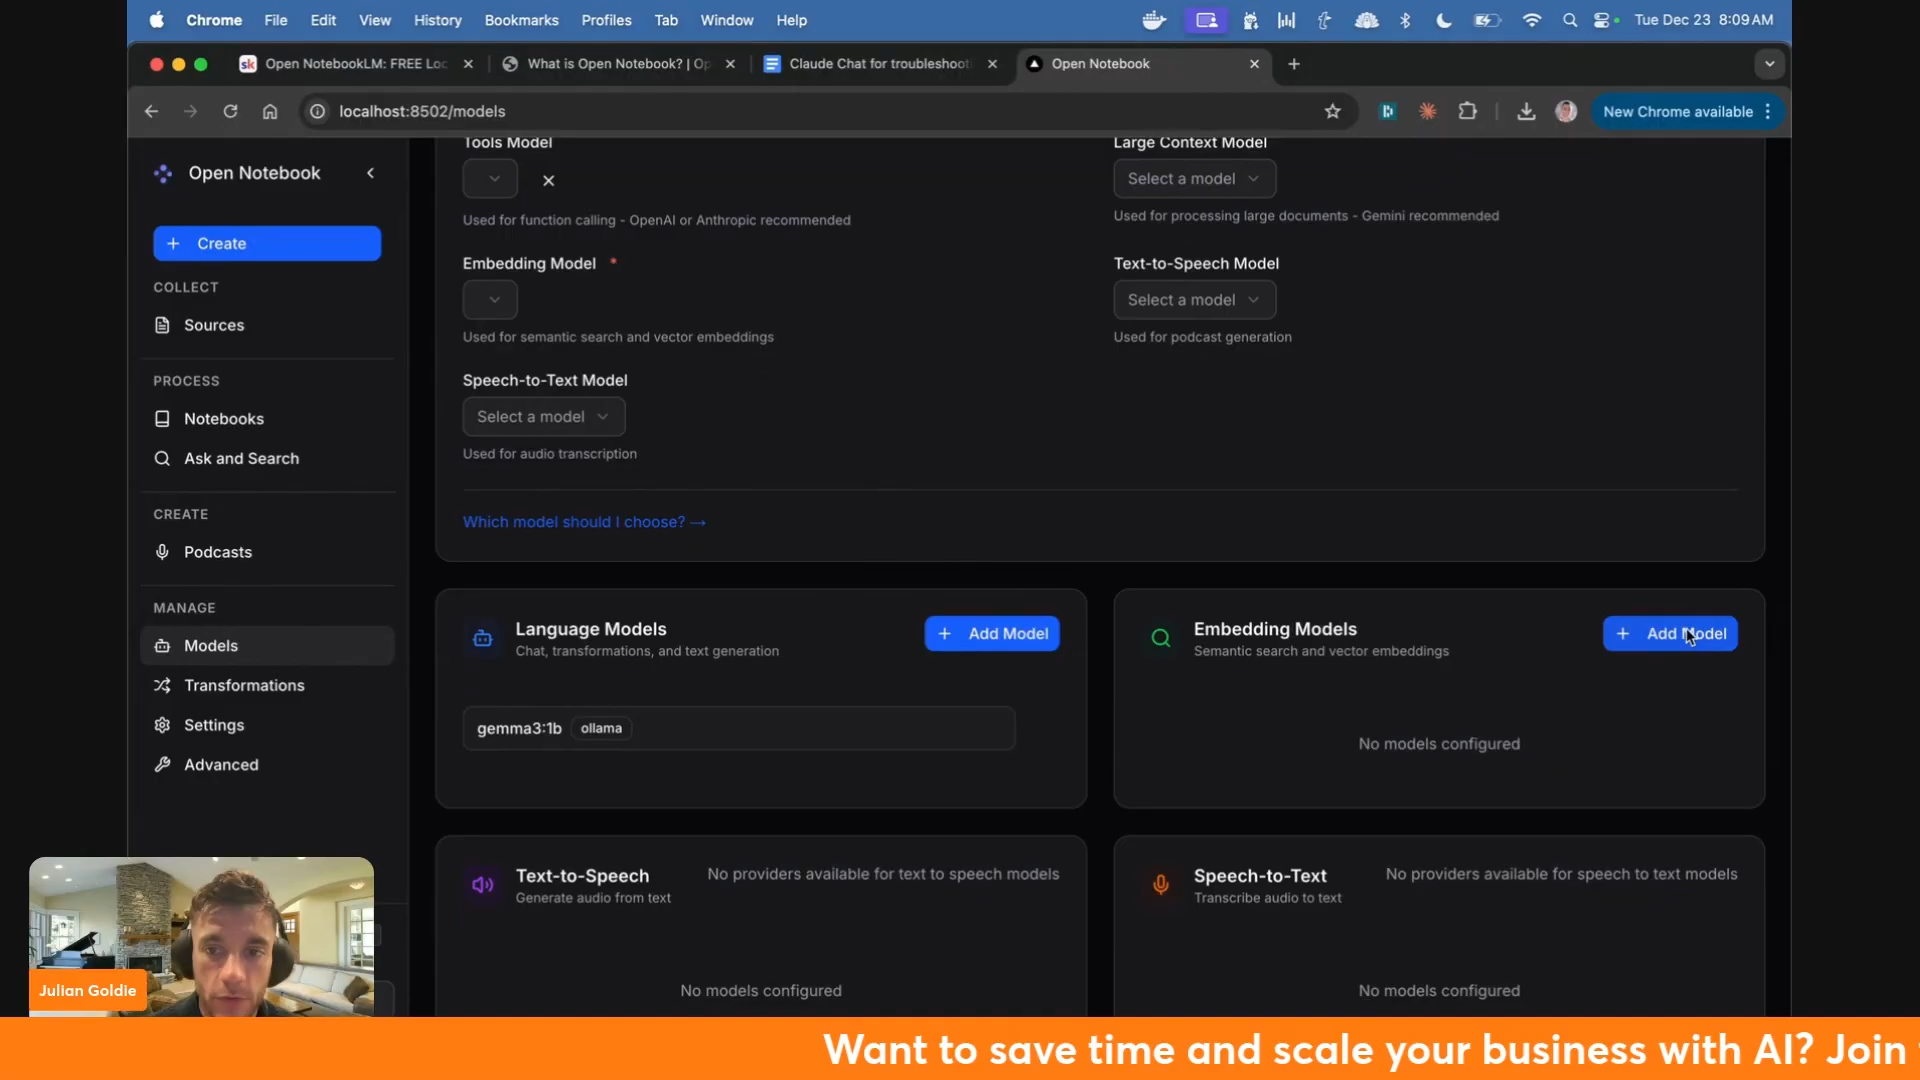 Chrome File Edit View History Bookmarks Profiles Tab Window Help Tue Dec 23 8:09 AM
Open NotebookLM: FREE Loc What is Open Notebook? | Op Claude Chat for troubleshoot Open Notebook
localhost:8502/models New Chrome available
Open Notebook
Create
COLLECT
Sources
PROCESS
Notebooks
Ask and Search
CREATE
Podcasts
MANAGE
Models
Transformations
Settings
Advanced
Tools Model
Used for function calling - OpenAI or Anthropic recommended
Large Context Model
Select a model
Used for processing large documents - Gemini recommended
Embedding Model *
Used for semantic search and vector embeddings
Text-to-Speech Model
Select a model
Used for podcast generation
Speech-to-Text Model
Select a model
Used for audio transcription
Which model should I choose? →
Language Models
Chat, transformations, and text generation
+ Add Model
gemma3:1b ollama
Embedding Models
Semantic search and vector embeddings
+ Add Model
No models configured
Text-to-Speech
Generate audio from text
No providers available for text to speech models
No models configured
Speech-to-Text
Transcribe audio to text
No providers available for speech to text models
No models configured
Julian Goldie
Want to save time and scale your business with AI? Join